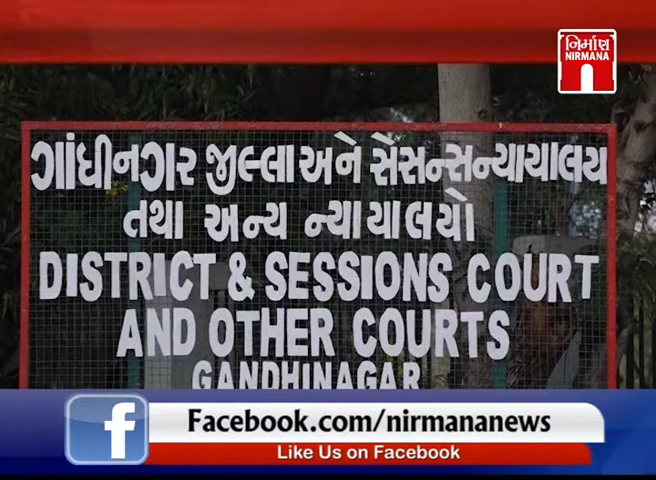 નિર્માણ
NIRMANA
ગાંધીનગર જીલ્લા અને સેસન્સ ન્યાયાલય
તથા અન્ય ન્યાયાલયો
DISTRICT & SESSIONS COURT
AND OTHER COURTS
GANDHINAGAR
f
Facebook.com/nirmananews
Like Us on Facebook